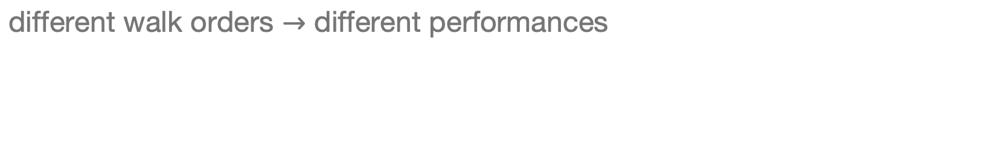 different walk orders → different performances